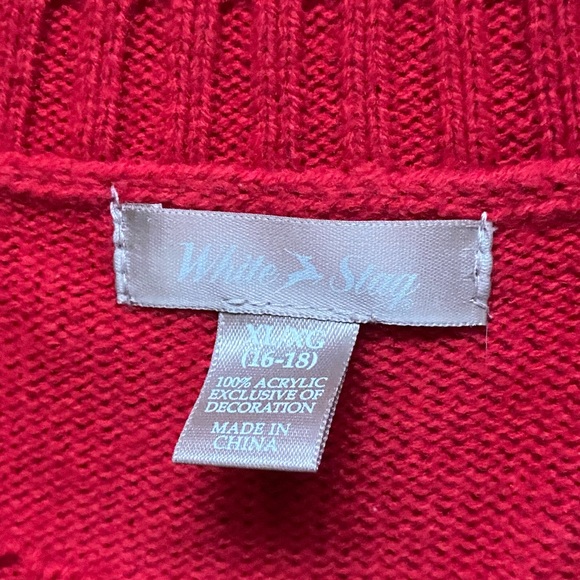 White Stag
XL/XG
(16-18)
100% ACRYLIC
EXCLUSIVE OF
DECORATION
MADE IN
CHINA